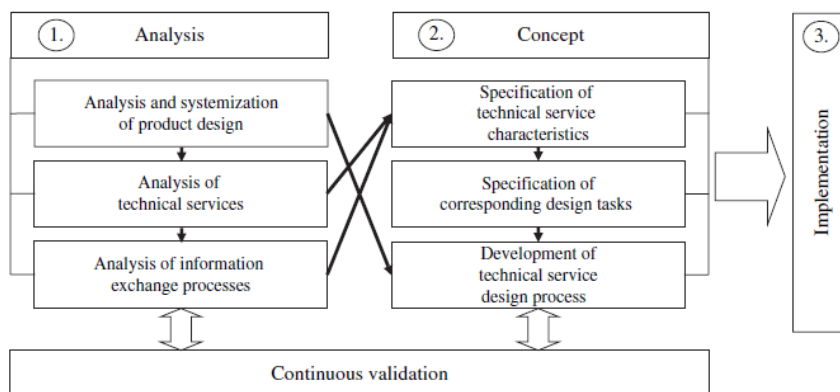 1.
Analysis
Analysis and systemization
of product design
Analysis of
technical services
Analysis of information
exchange processes
2.
Concept
Specification of
technical service
characteristics
Specification of
corresponding design tasks
Development of
technical service
design process
3.
Implementation
Continuous validation